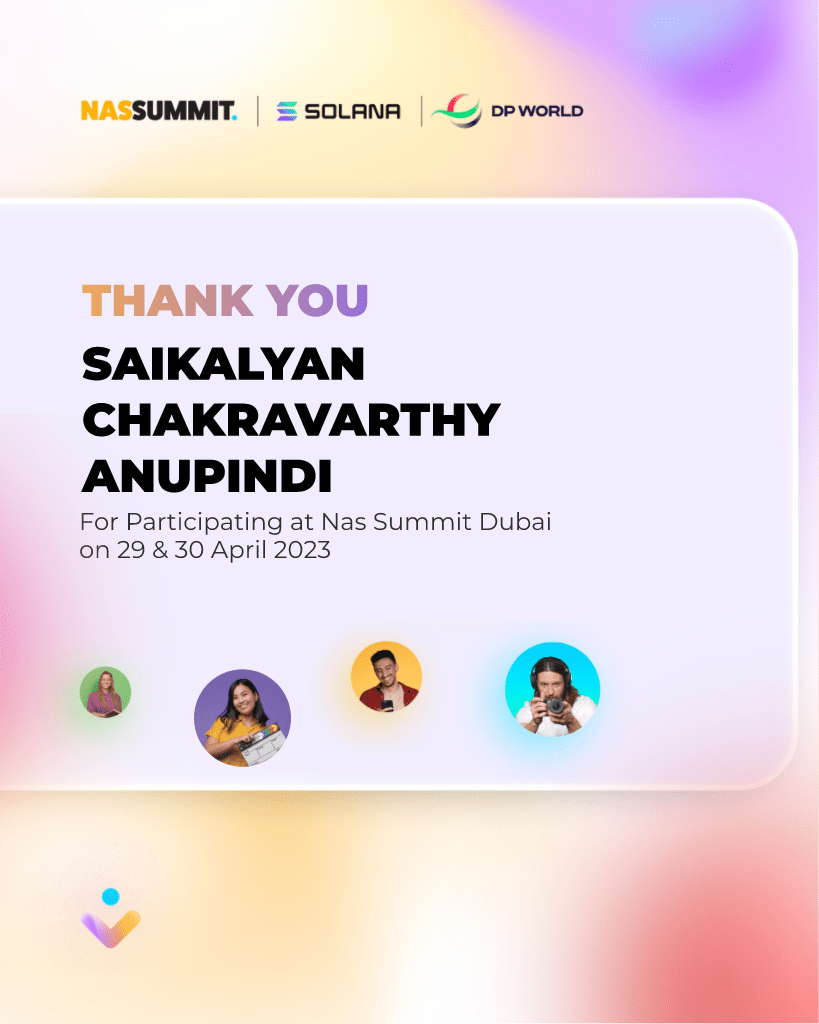 NASSUMMIT. | SOLANA | DP WORLD
THANK YOU
SAIKALYAN
CHAKRAVARTHY
ANUPINDI
For Participating at Nas Summit Dubai
on 29 & 30 April 2023